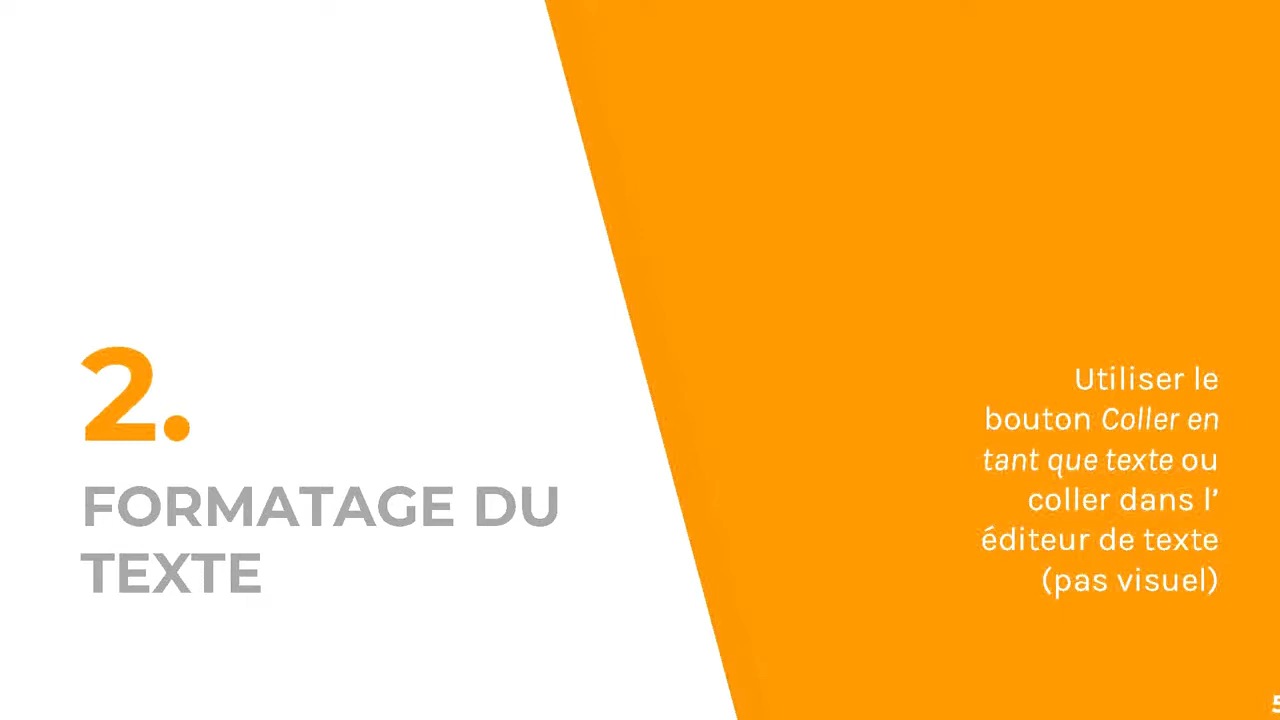 2.
FORMATAGE DU
TEXTE
Utiliser le
bouton Coller en
tant que texte ou
coller dans l’
éditeur de texte
(pas visuel)